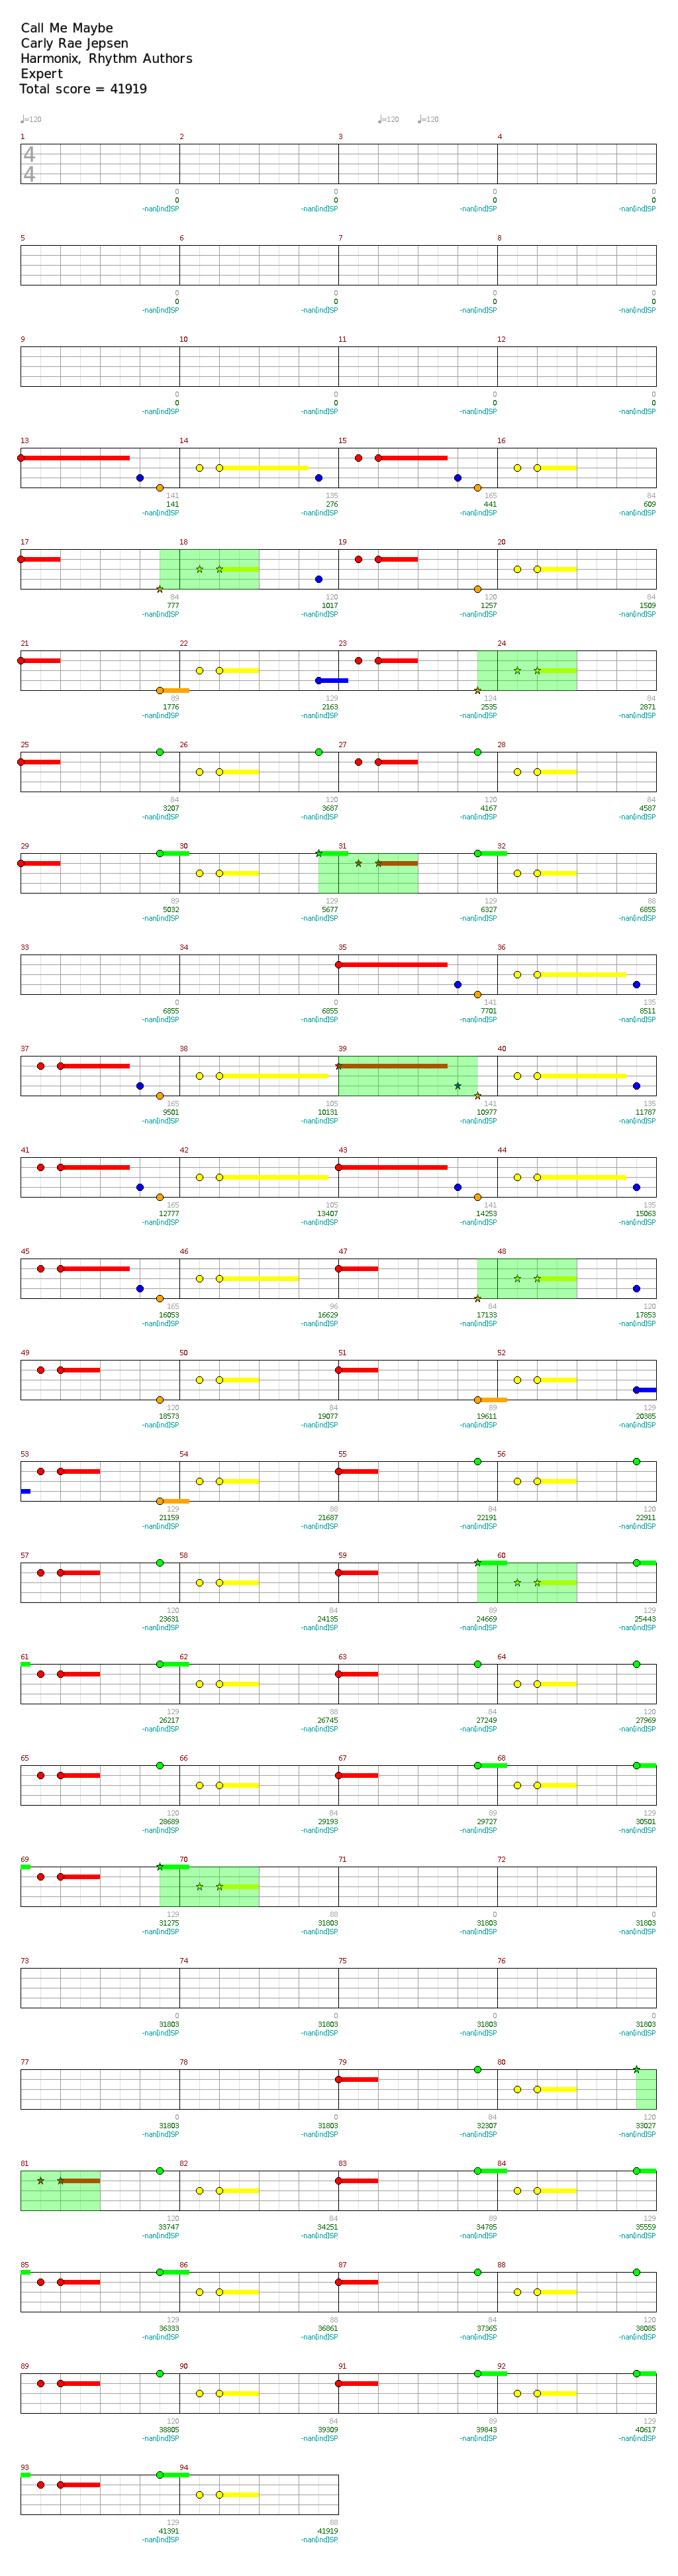 Call Me Maybe
Carly Rae Jepsen
Harmonix, Rhythm Authors
Expert
Total score = 41919
♩=120 ♩=120 ♩=120
1 2 3 4
4
4
0 0 0 0
0 0 0 0
-nan(ind)SP -nan(ind)SP -nan(ind)SP -nan(ind)SP
5 6 7 8
0 0 0 0
0 0 0 0
-nan(ind)SP -nan(ind)SP -nan(ind)SP -nan(ind)SP
9 10 11 12
0 0 0 0
0 0 0 0
-nan(ind)SP -nan(ind)SP -nan(ind)SP -nan(ind)SP
13 14 15 16
141 135 165 84
141 276 441 609
-nan(ind)SP -nan(ind)SP -nan(ind)SP -nan(ind)SP
17 18 19 20
84 120 120 84
777 1017 1257 1509
-nan(ind)SP -nan(ind)SP -nan(ind)SP -nan(ind)SP
21 22 23 24
89 129 124 84
1776 2163 2535 2871
-nan(ind)SP -nan(ind)SP -nan(ind)SP -nan(ind)SP
25 26 27 28
84 120 120 84
3207 3687 4167 4587
-nan(ind)SP -nan(ind)SP -nan(ind)SP -nan(ind)SP
29 30 31 32
89 129 129 88
5032 5677 6327 6855
-nan(ind)SP -nan(ind)SP -nan(ind)SP -nan(ind)SP
33 34 35 36
0 0 141 135
6855 6855 7701 8511
-nan(ind)SP -nan(ind)SP -nan(ind)SP -nan(ind)SP
37 38 39 40
165 105 141 135
9501 10131 10977 11787
-nan(ind)SP -nan(ind)SP -nan(ind)SP -nan(ind)SP
41 42 43 44
165 105 141 135
12777 13407 14253 15063
-nan(ind)SP -nan(ind)SP -nan(ind)SP -nan(ind)SP
45 46 47 48
165 96 84 120
16053 16629 17133 17853
-nan(ind)SP -nan(ind)SP -nan(ind)SP -nan(ind)SP
49 50 51 52
120 84 89 129
18573 19077 19611 20385
-nan(ind)SP -nan(ind)SP -nan(ind)SP -nan(ind)SP
53 54 55 56
129 88 84 120
21159 21687 22191 22911
-nan(ind)SP -nan(ind)SP -nan(ind)SP -nan(ind)SP
57 58 59 60
120 84 89 129
23631 24135 24669 25443
-nan(ind)SP -nan(ind)SP -nan(ind)SP -nan(ind)SP
61 62 63 64
129 88 84 120
26217 26745 27249 27969
-nan(ind)SP -nan(ind)SP -nan(ind)SP -nan(ind)SP
65 66 67 68
120 84 89 129
28689 29193 29727 30501
-nan(ind)SP -nan(ind)SP -nan(ind)SP -nan(ind)SP
69 70 71 72
129 88 0 0
31275 31803 31803 31803
-nan(ind)SP -nan(ind)SP -nan(ind)SP -nan(ind)SP
73 74 75 76
0 0 0 0
31803 31803 31803 31803
-nan(ind)SP -nan(ind)SP -nan(ind)SP -nan(ind)SP
77 78 79 80
0 0 84 120
31803 31803 32307 33027
-nan(ind)SP -nan(ind)SP -nan(ind)SP -nan(ind)SP
81 82 83 84
120 84 89 129
33747 34251 34785 35559
-nan(ind)SP -nan(ind)SP -nan(ind)SP -nan(ind)SP
85 86 87 88
129 88 84 120
36333 36861 37365 38085
-nan(ind)SP -nan(ind)SP -nan(ind)SP -nan(ind)SP
89 90 91 92
120 84 89 129
38805 39309 39843 40617
-nan(ind)SP -nan(ind)SP -nan(ind)SP -nan(ind)SP
93 94
129 88
41391 41919
-nan(ind)SP -nan(ind)SP